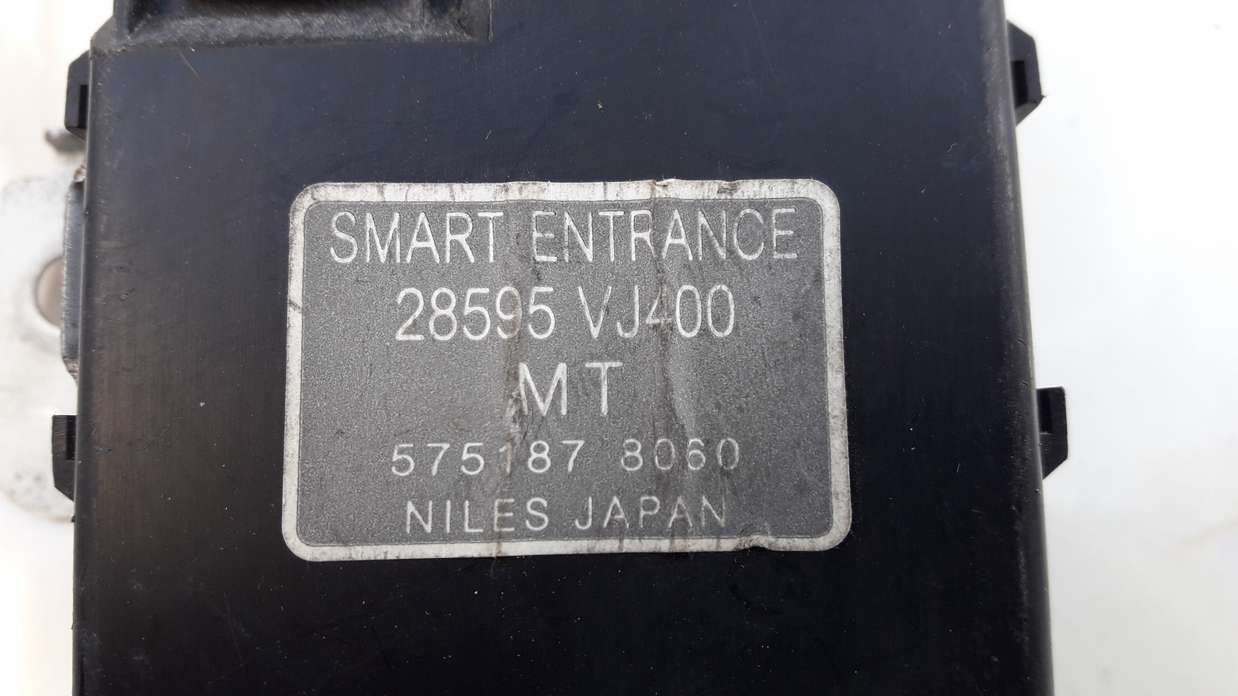 SMART ENTRANCE
28595 VJ400
MT
575187 8060
NILES JAPAN